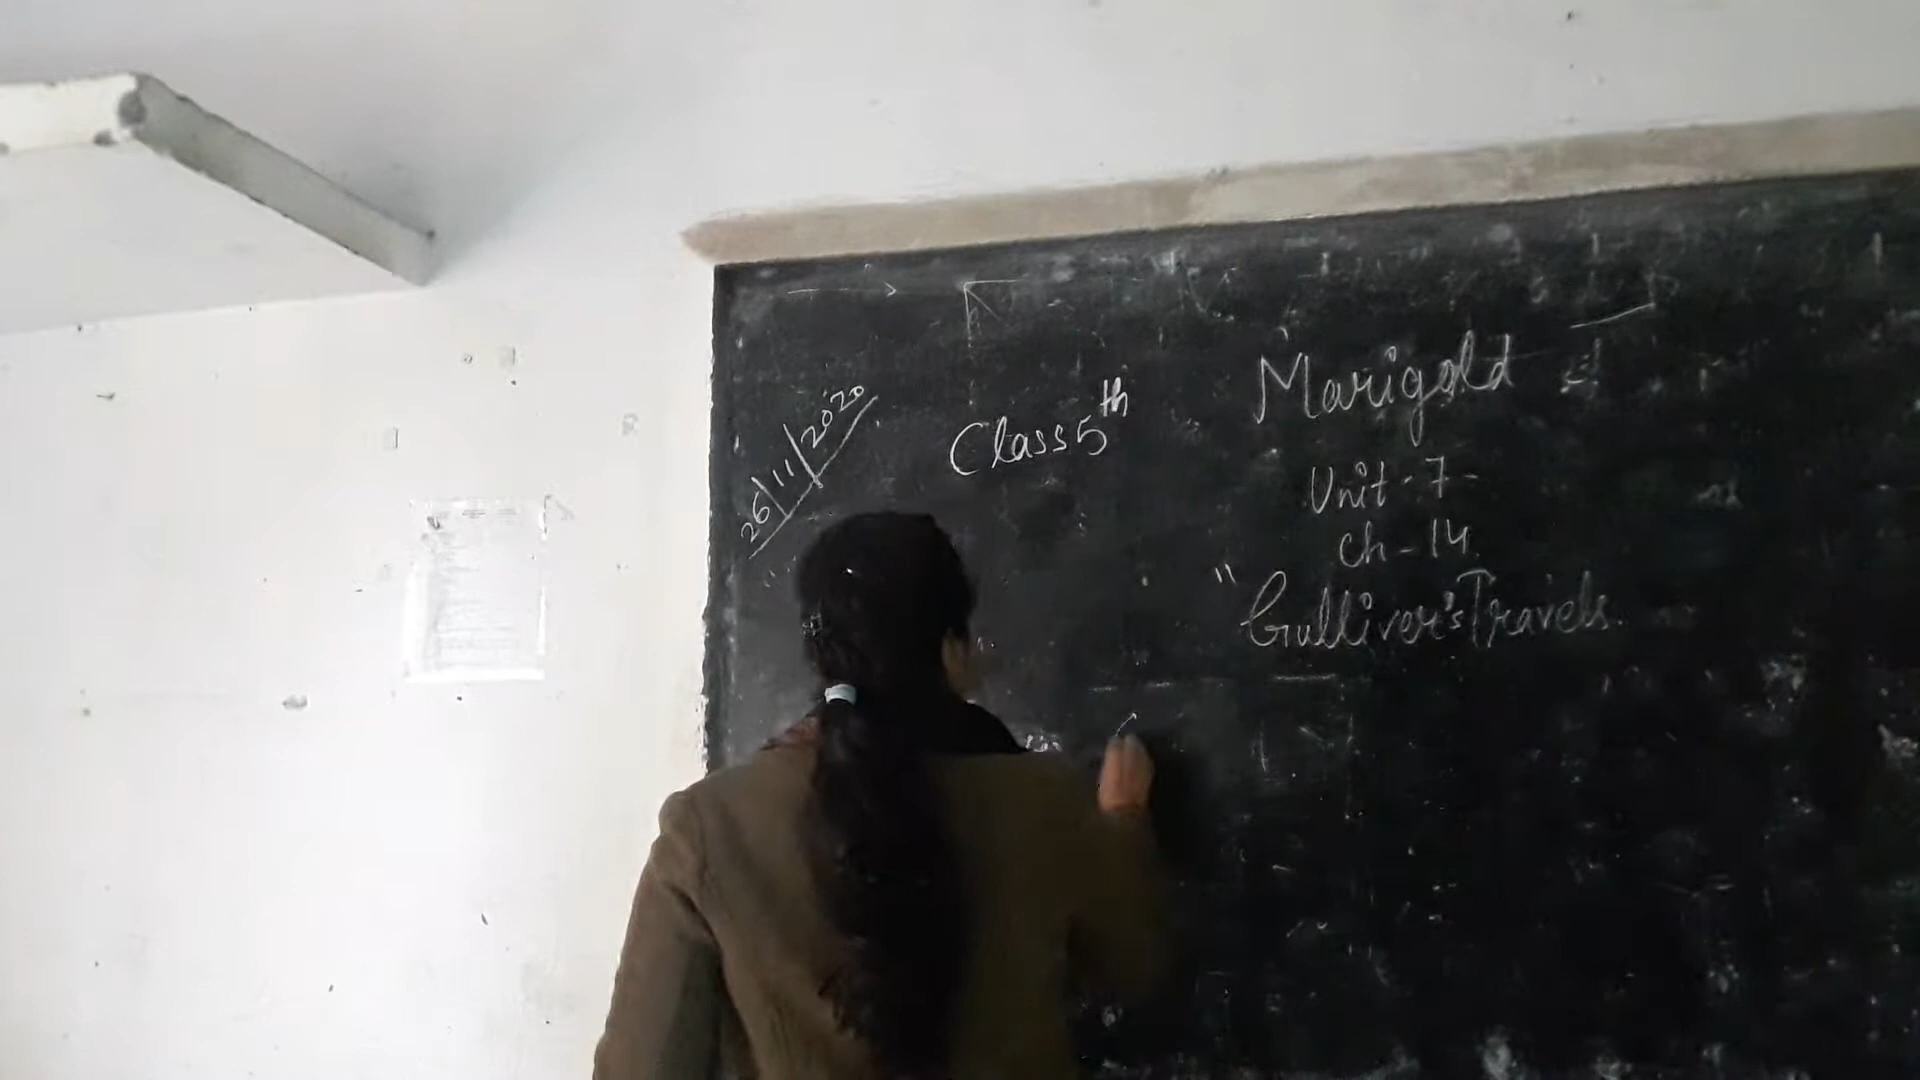 26/11/2020
Class 5th
Marigold
Unit - 7 -
Ch - 14
" Gulliver's Travels.